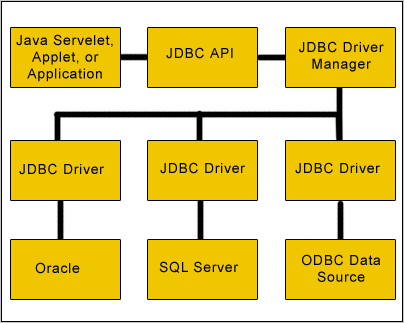 Java Servelet,
Applet, or
Application
JDBC API
JDBC Driver
Manager
JDBC Driver
JDBC Driver
JDBC Driver
Oracle
SQL Server
ODBC Data
Source